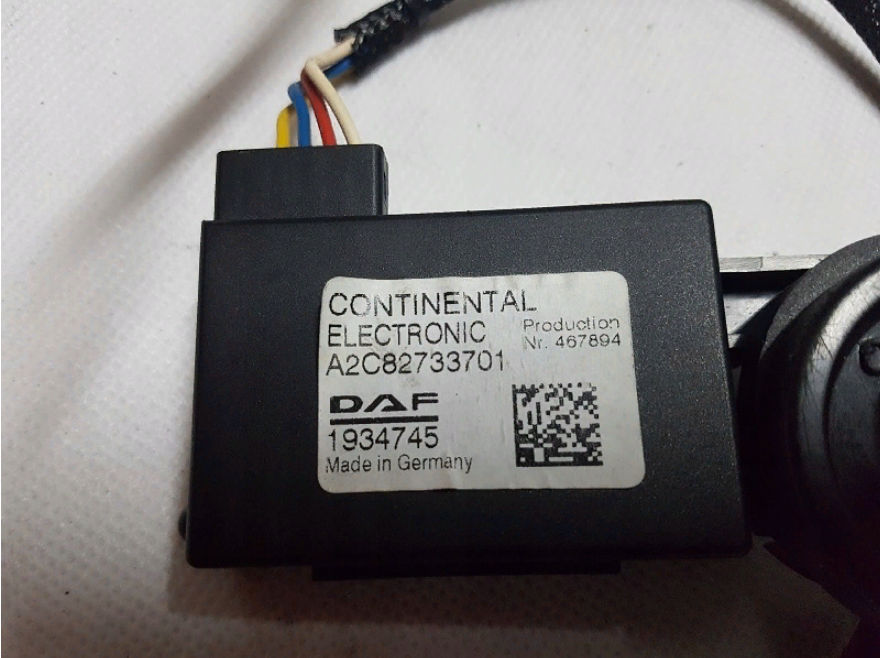 CONTINENTAL
ELECTRONIC
Production
Nr. 467894
A2C82733701
DAF
1934745
Made in Germany